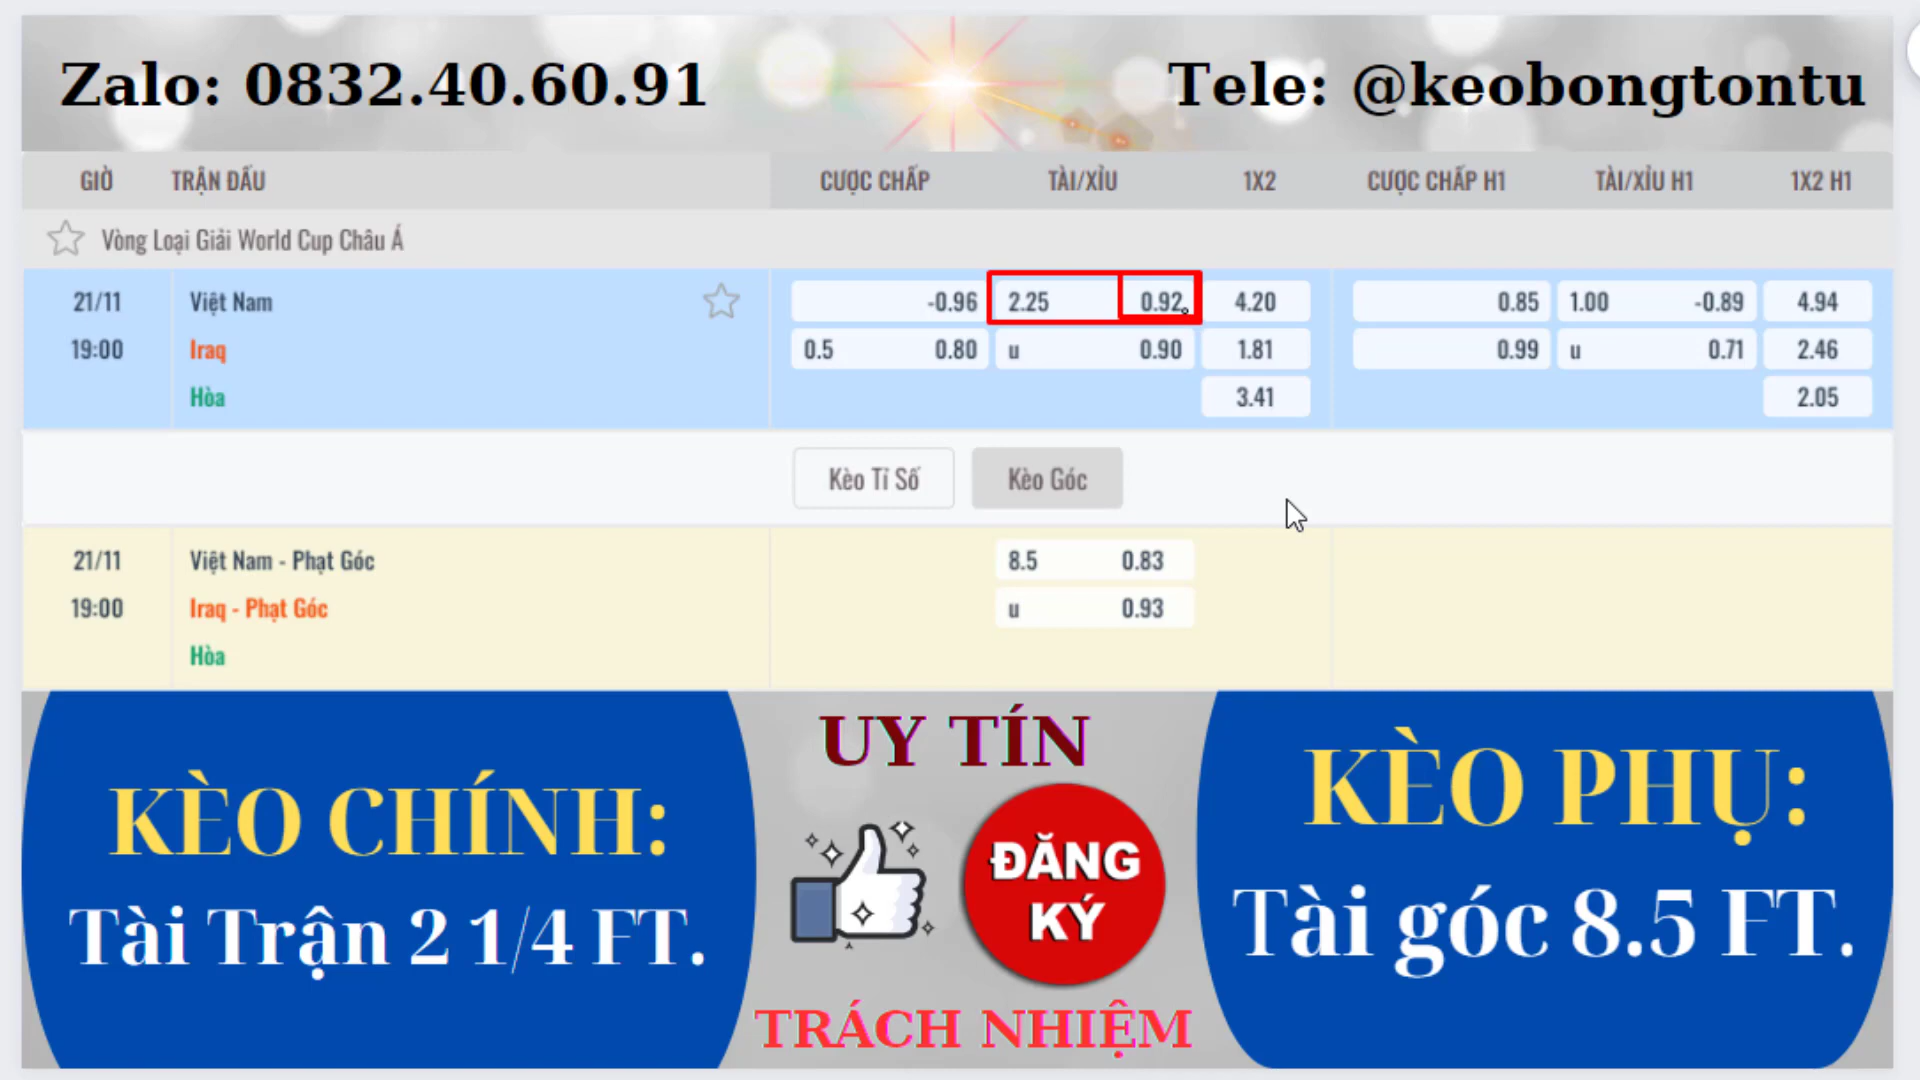 Zalo: 0832.40.60.91 Tele: @keobongtontu
GIỜ TRẬN ĐẤU CƯỢC CHẤP TÀI/XỈU 1X2 CƯỢC CHẤP H1 TÀI/XỈU H1 1X2 H1
Vòng Loại Giải World Cup Châu Á
21/11 Việt Nam -0.96 2.25 0.92 4.20 0.85 1.00 -0.89 4.94
19:00 Iraq 0.5 0.80 u 0.90 1.81 0.99 u 0.71 2.46
Hòa 3.41 2.05
Kèo Tỉ Số Kèo Góc
21/11 Việt Nam - Phạt Góc 8.5 0.83
19:00 Iraq - Phạt Góc u 0.93
Hòa
KÈO CHÍNH:
Tài Trận 2 1/4 FT.
UY TÍN
ĐĂNG
KÝ
TRÁCH NHIỆM
KÈO PHỤ:
Tài góc 8.5 FT.